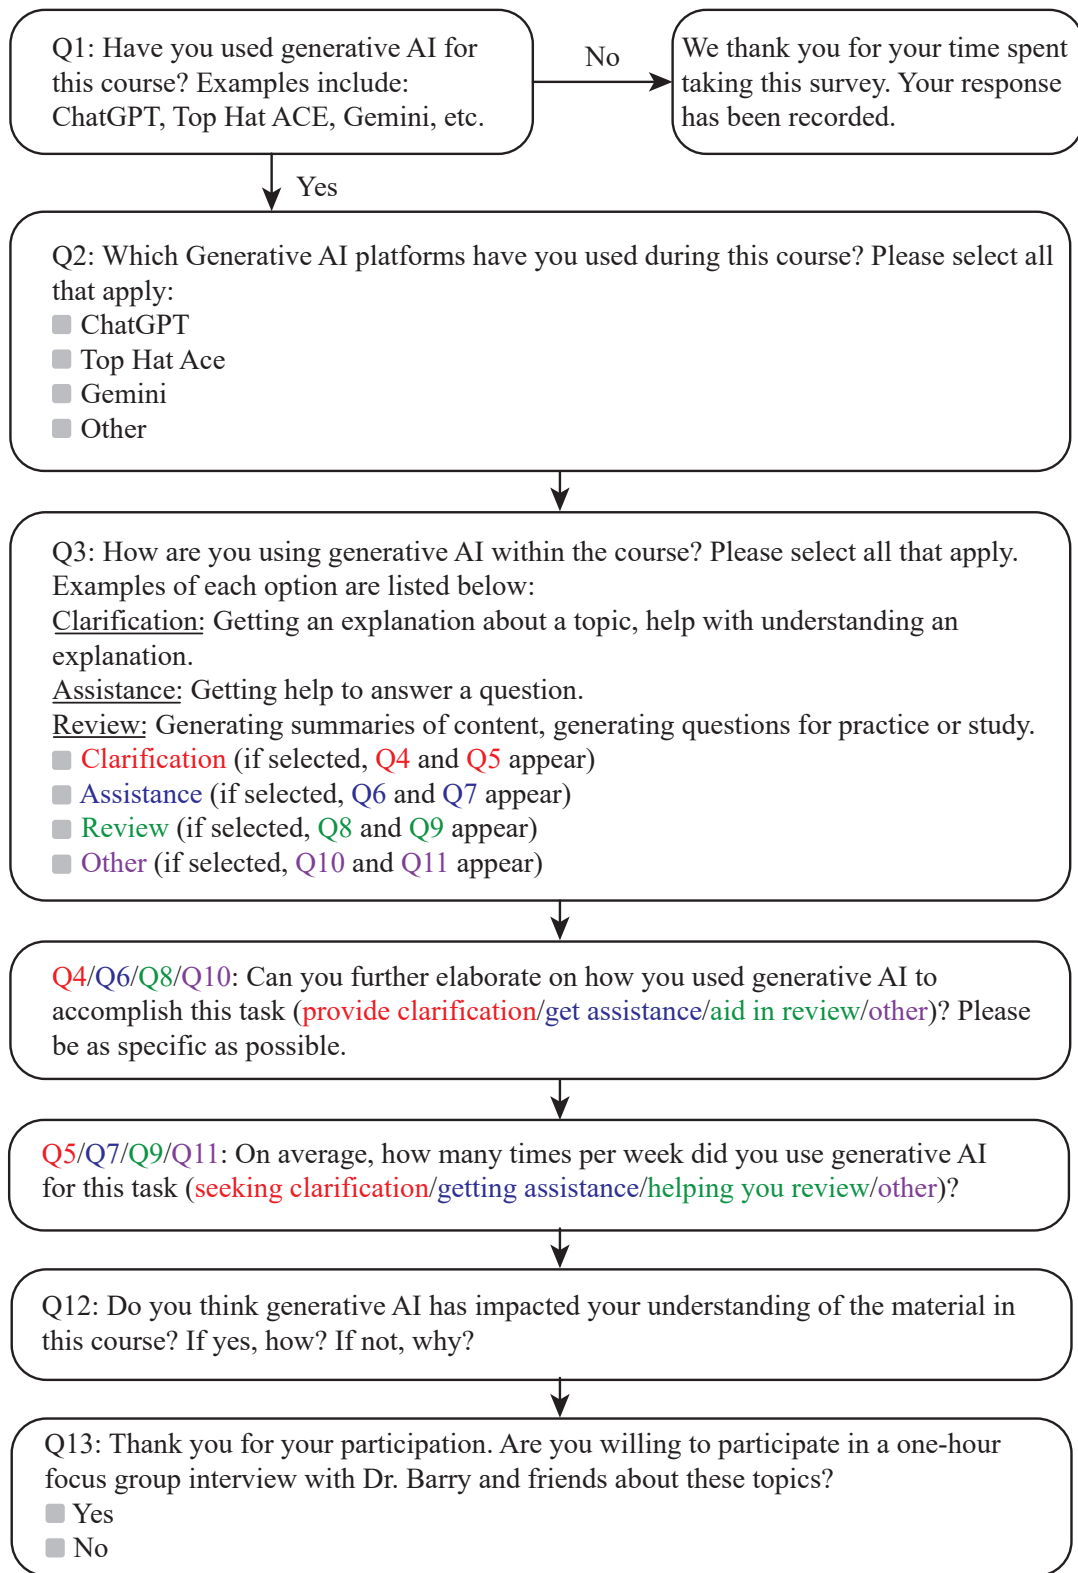 Q1: Have you used generative AI for
this course? Examples include:
ChatGPT, Top Hat ACE, Gemini, etc.
No
We thank you for your time spent
taking this survey. Your response
has been recorded.
Yes
Q2: Which Generative AI platforms have you used during this course? Please select all
that apply:
ChatGPT
Top Hat Ace
Gemini
Other
Q3: How are you using generative AI within the course? Please select all that apply.
Examples of each option are listed below:
Clarification: Getting an explanation about a topic, help with understanding an
explanation.
Assistance: Getting help to answer a question.
Review: Generating summaries of content, generating questions for practice or study.
Clarification (if selected, Q4 and Q5 appear)
Assistance (if selected, Q6 and Q7 appear)
Review (if selected, Q8 and Q9 appear)
Other (if selected, Q10 and Q11 appear)
Q4/Q6/Q8/Q10: Can you further elaborate on how you used generative AI to
accomplish this task (provide clarification/get assistance/aid in review/other)? Please
be as specific as possible.
Q5/Q7/Q9/Q11: On average, how many times per week did you use generative AI
for this task (seeking clarification/getting assistance/helping you review/other)?
Q12: Do you think generative AI has impacted your understanding of the material in
this course? If yes, how? If not, why?
Q13: Thank you for your participation. Are you willing to participate in a one-hour
focus group interview with Dr. Barry and friends about these topics?
Yes
No